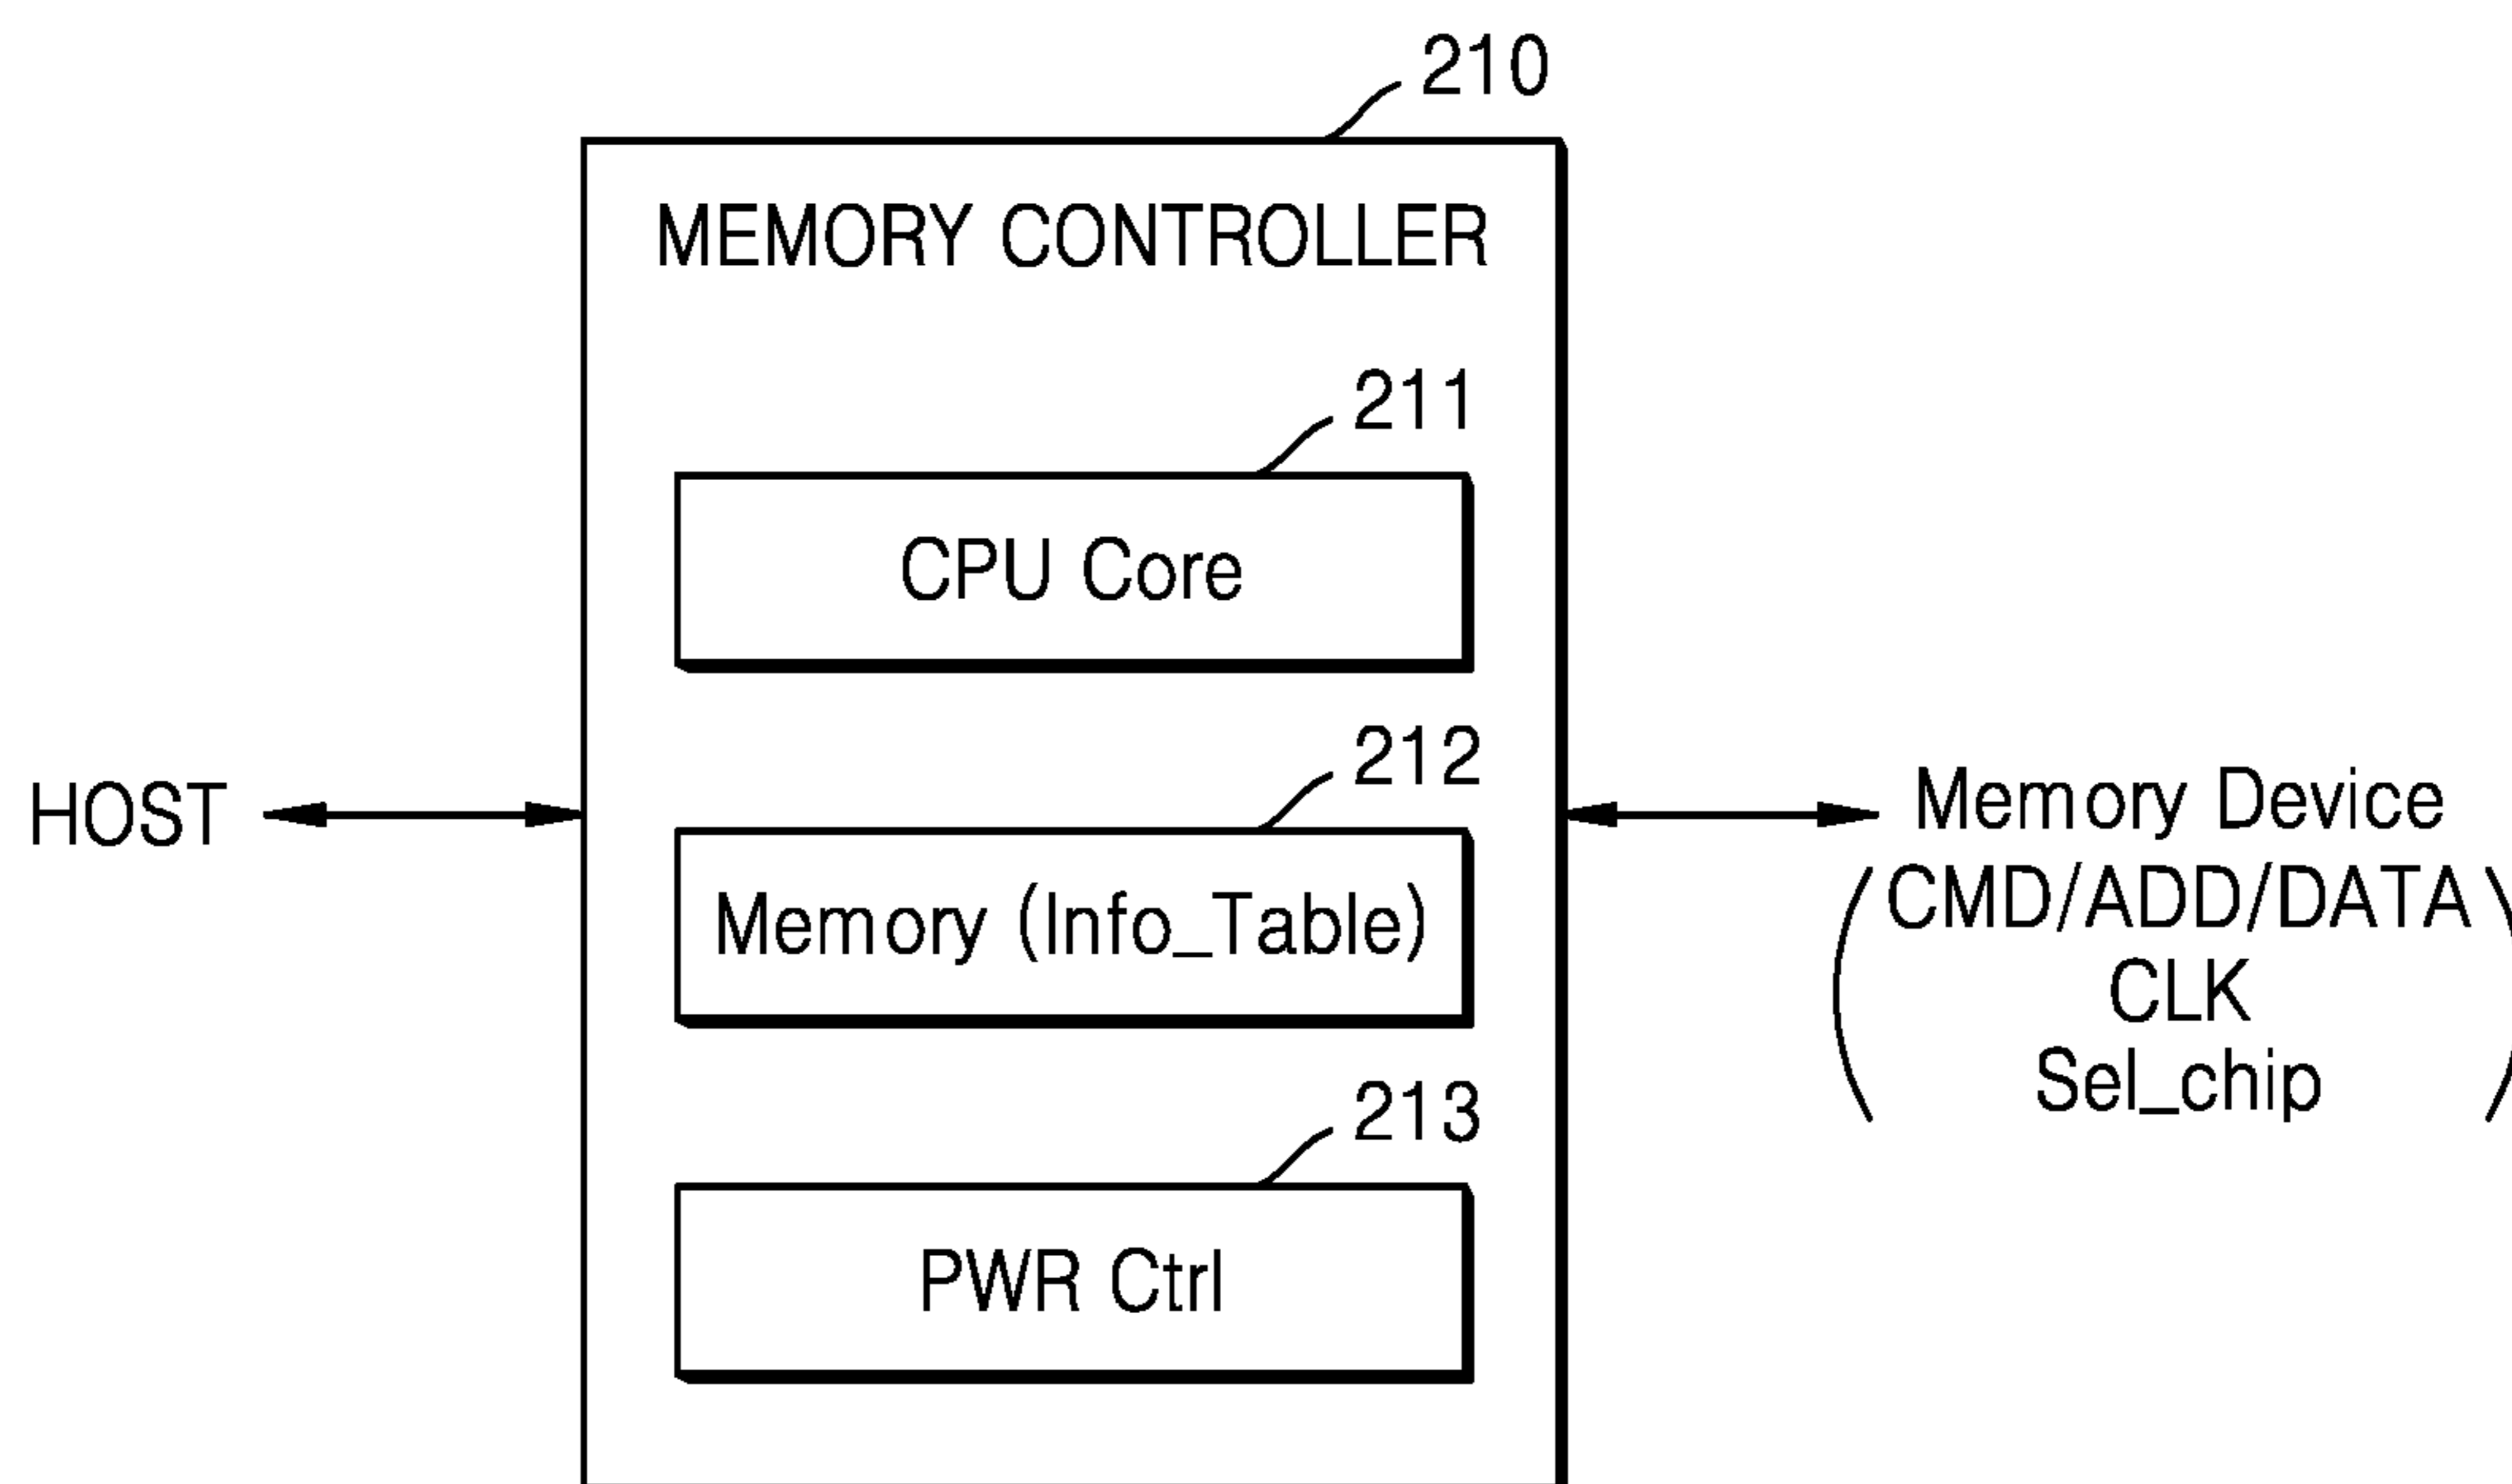 210
MEMORY CONTROLLER
211
CPU Core
212
HOST
Memory Device
Memory (Info_Table)
(CMD/ADD/DATA
CLK
Sel_chip)
213
PWR Ctrl